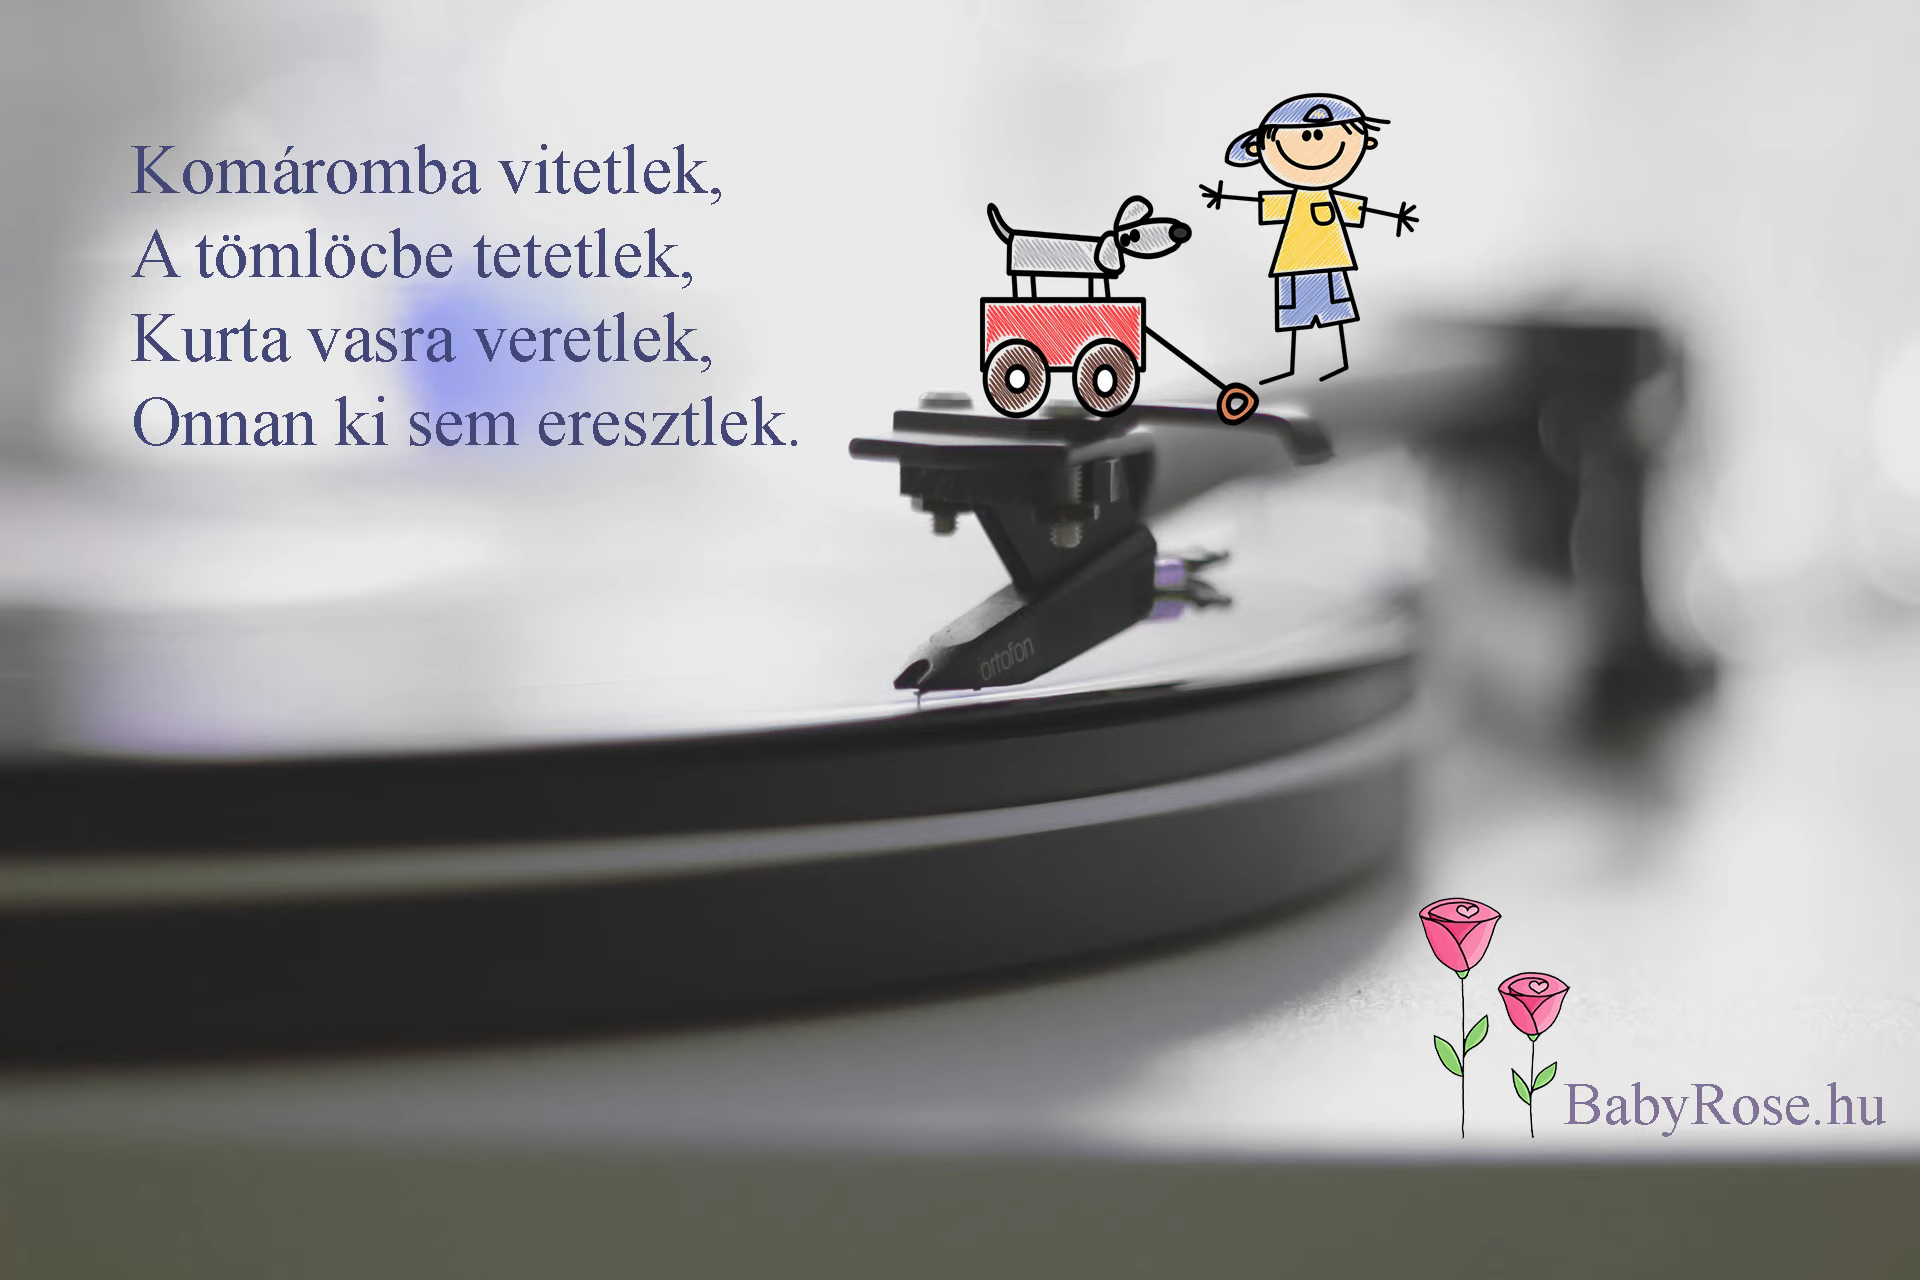 Komáromba vitetlek,
A tömlöcbe tetetlek,
Kurta vasra veretlek,
Onnan ki sem eresztlek.
ortofon
BabyRose.hu